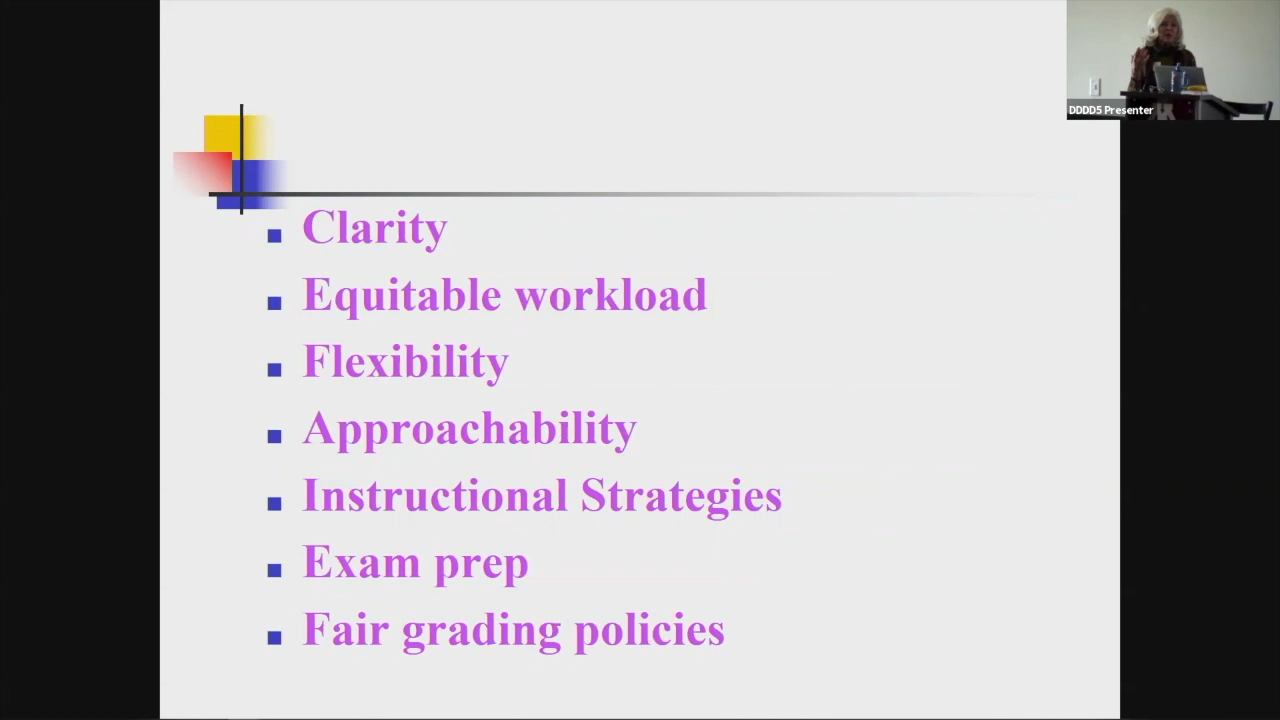 DDDD5 Presenter
Clarity
Equitable workload
Flexibility
Approachability
Instructional Strategies
Exam prep
Fair grading policies